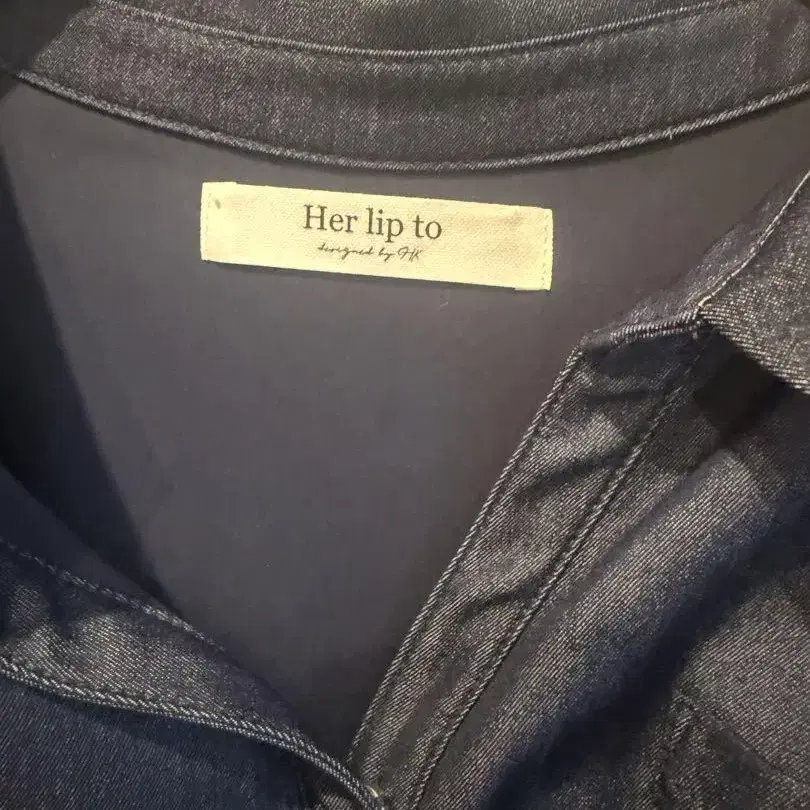 Her lip to
designed by HK